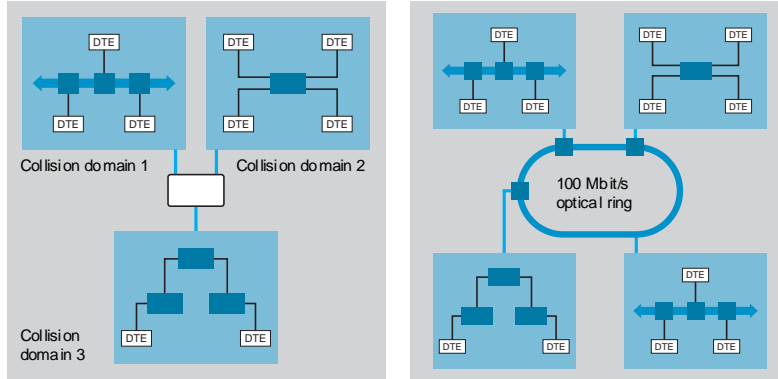 DTE
DTE DTE
DTE DTE
DTE DTE
Collision domain 1
Collision domain 2
DTE DTE
Collision
domain 3
DTE
DTE DTE
DTE DTE
DTE DTE
100 Mbit/s
optical ring
DTE DTE
DTE
DTE DTE